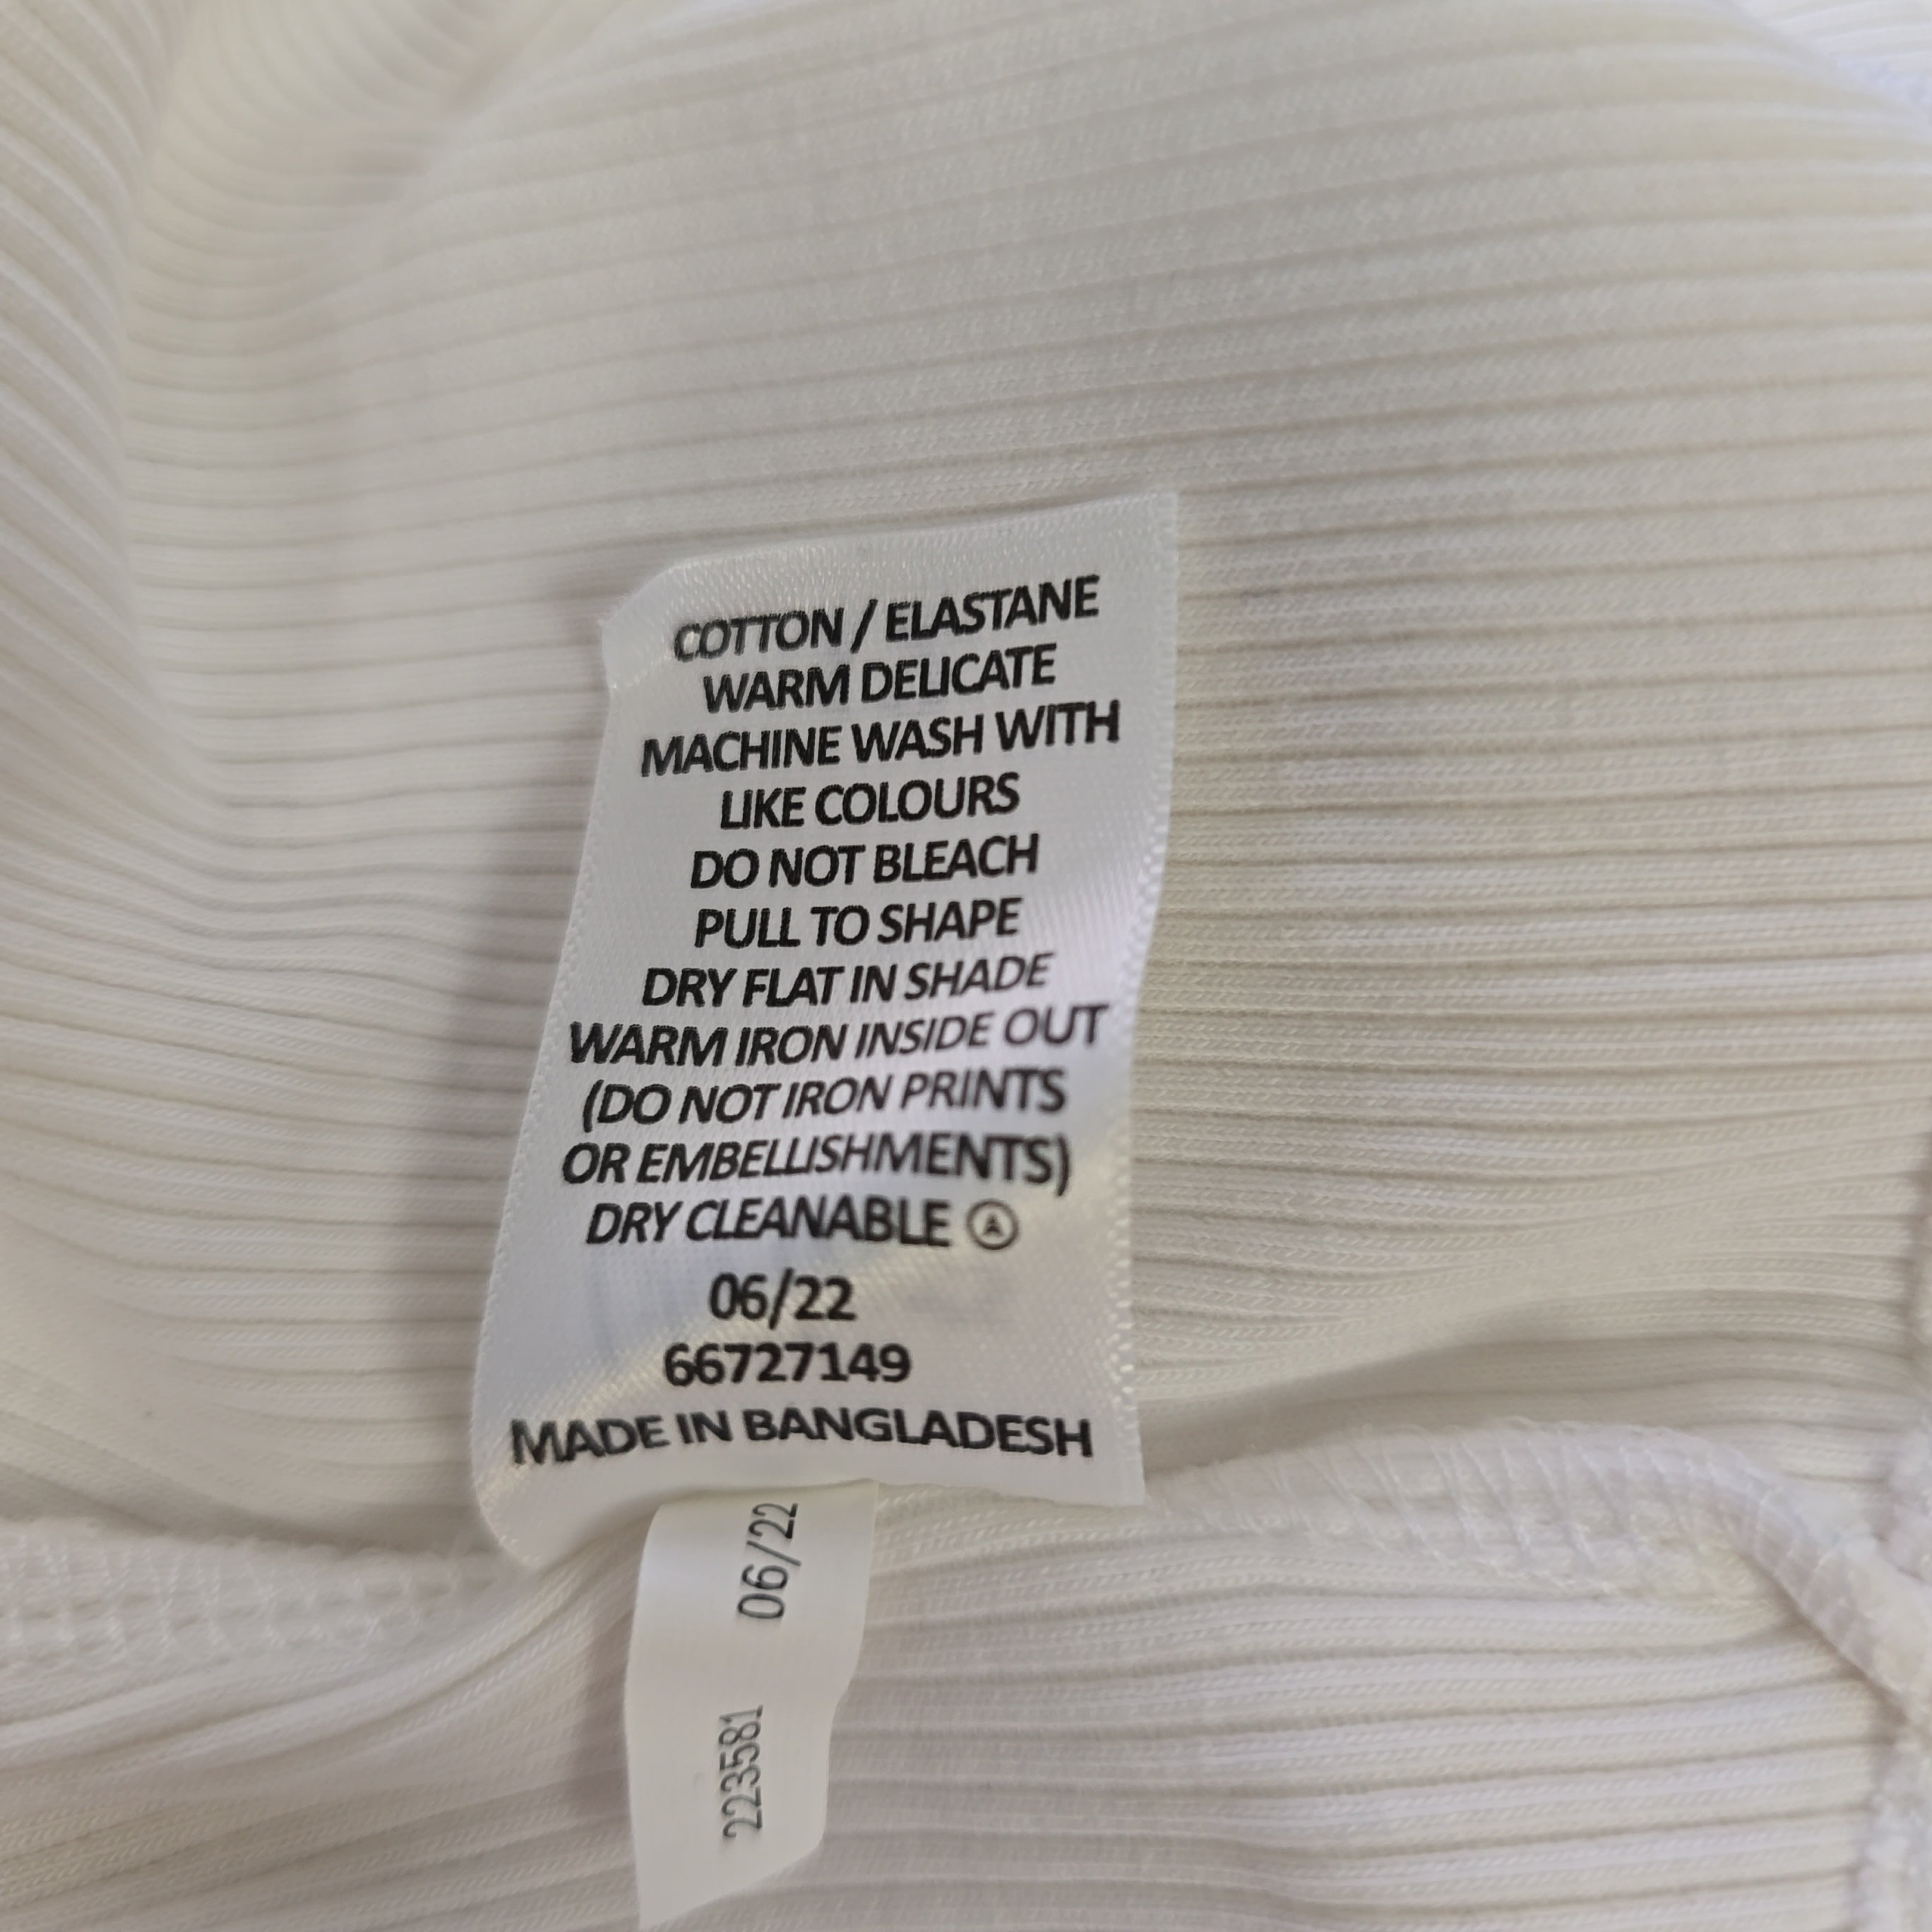 COTTON / ELASTANE
WARM DELICATE
MACHINE WASH WITH
LIKE COLOURS
DO NOT BLEACH
PULL TO SHAPE
DRY FLAT IN SHADE
WARM IRON INSIDE OUT
(DO NOT IRON PRINTS
OR EMBELLISHMENTS)
DRY CLEANABLE Ⓐ
06/22
66727149
MADE IN BANGLADESH
223581 06/22